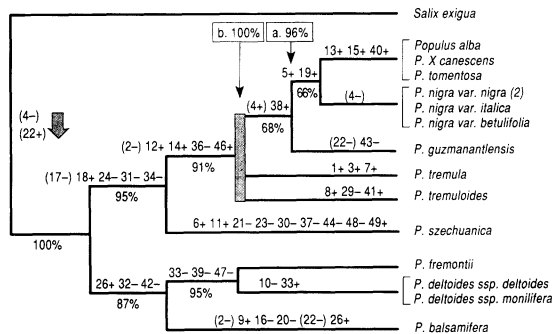 Salix exigua
b. 100%
a. 96%
13+ 15+ 40+
Populus alba
P. X canescens
P. tomentosa
5+ 19+
66%
(4−)
P. nigra var. nigra (2)
P. nigra var. italica
P. nigra var. betulifolia
(4+) 38+
68%
(22−) 43−
P. guzmanantlensis
(4−)
(22+)
(2−) 12+ 14+ 36− 46+
91%
1+ 3+ 7+
P. tremula
8+ 29− 41+
P. tremuloides
(17−) 18+ 24− 31− 34−
95%
6+ 11+ 21− 23− 30− 37− 44− 48− 49+
P. szechuanica
100%
26+ 32− 42−
87%
33− 39− 47−
95%
P. fremontii
10− 33+
P. deltoides ssp. deltoides
P. deltoides ssp. monilifera
(2−) 9+ 16− 20− (22−) 26+
P. balsamifera